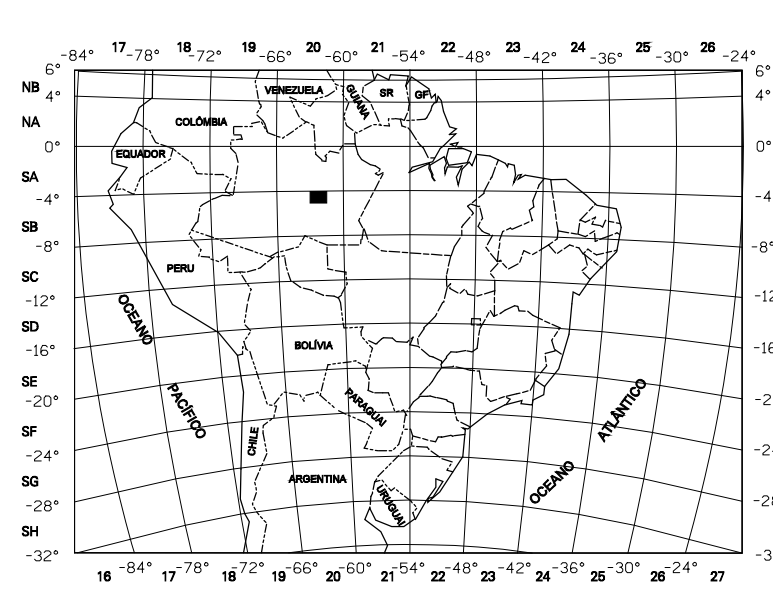 17 18 19 20 21 22 23 24 25 26
-84° -78° -72° -66° -60° -54° -48° -42° -36° -30° -24°
6° 6°
NB VENEZUELA GUIANA SR GF
4° 4°
NA COLÔMBIA
0° EQUADOR 0°
SA
-4° -4°
SB
-8° -8°
PERU
SC
-12° -12
OCEANO
SD
BOLÍVIA
-16° -16
SE
PACÍFICO PARAGUAI ATLÂNTICO
-20° -2
SF CHILE
-24° -2
OCEANO
SG ARGENTINA
URUGUAI
-28° -28
SH
-32° -3
-84° -78° -72° -66° -60° -54° -48° -42° -36° -30° -24°
16 17 18 19 20 21 22 23 24 25 26 27